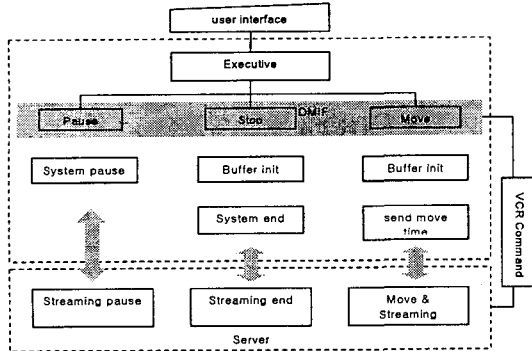 user interface
Executive
DMIF
Pause
Stop
Move
System pause
Buffer init
Buffer init
System end
send move
time
VCR Command
Streaming pause
Streaming end
Move &
Streaming
Server